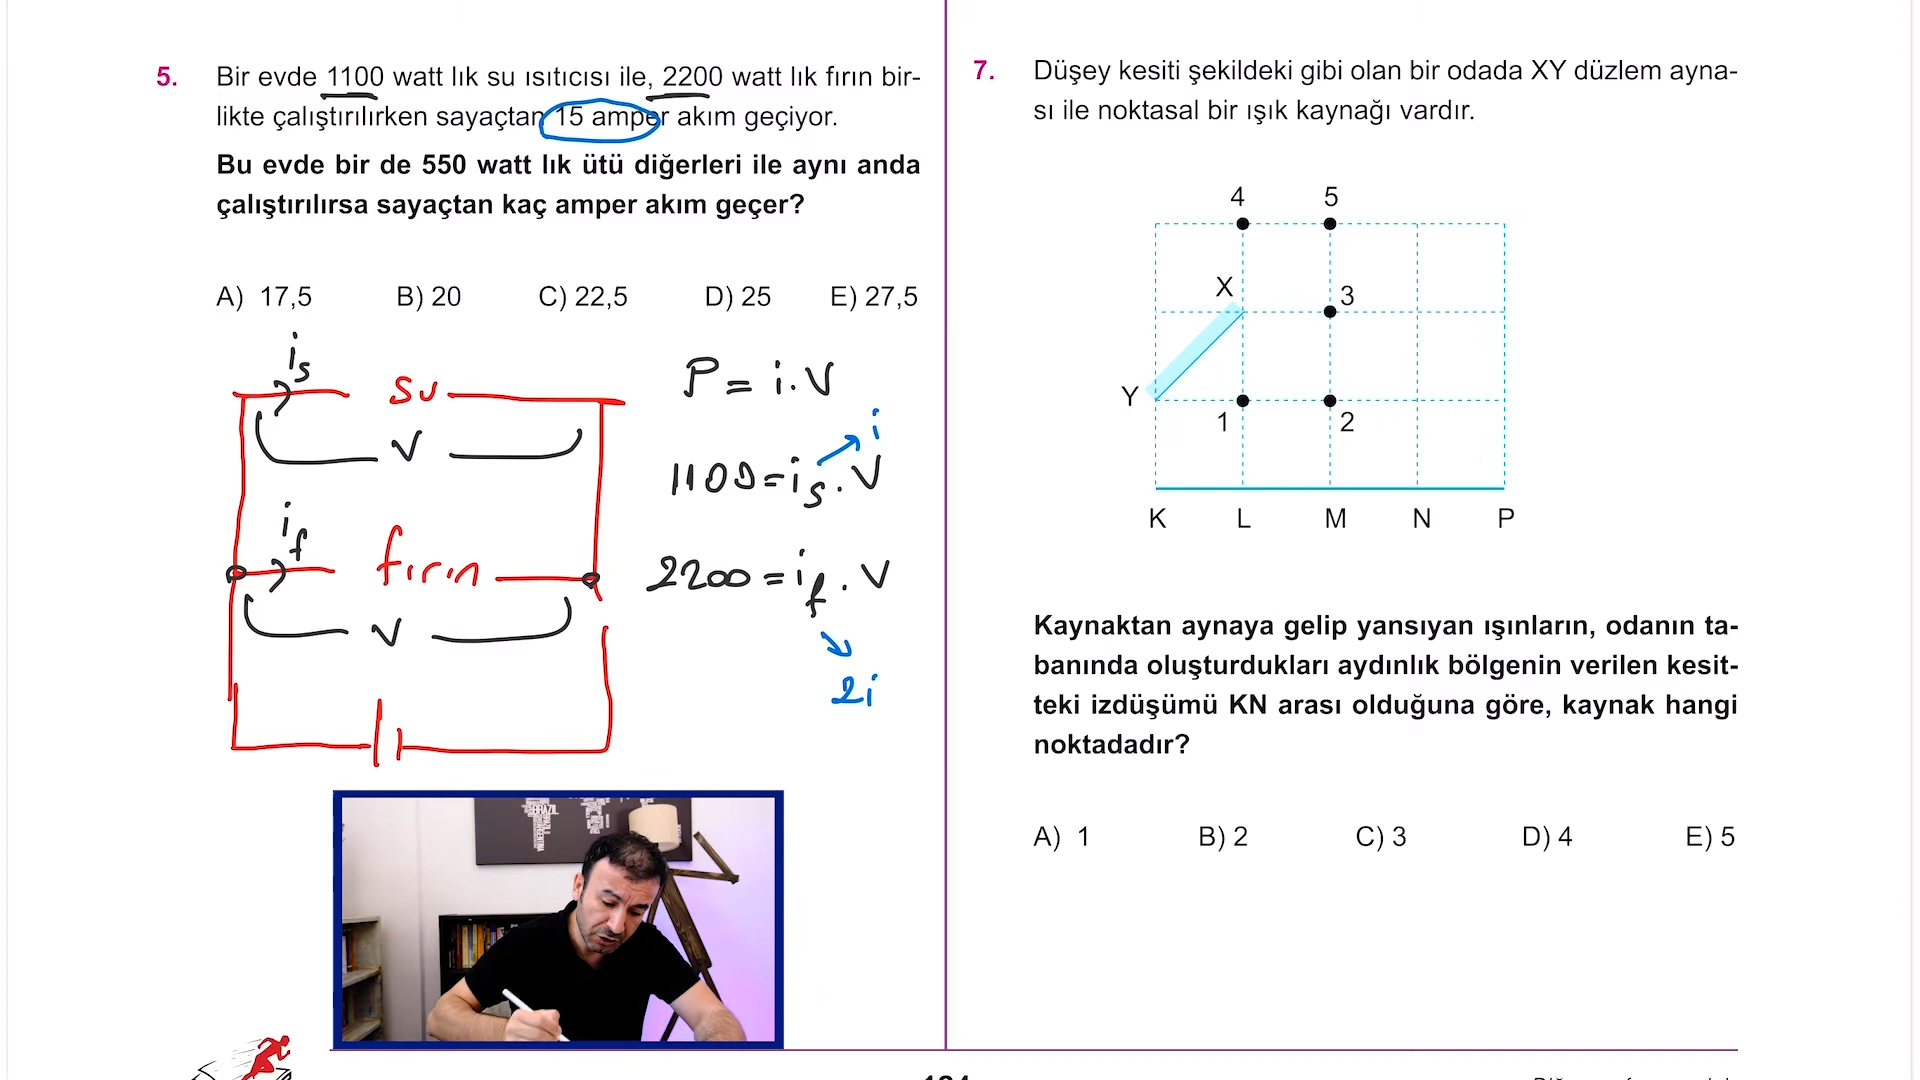 5. Bir evde 1100 watt lık su ısıtıcısı ile, 2200 watt lık fırın bir-
likte çalıştırılırken sayaçtan 15 amper akım geçiyor.
Bu evde bir de 550 watt lık ütü diğerleri ile aynı anda
çalıştırılırsa sayaçtan kaç amper akım geçer?
A) 17,5 B) 20 C) 22,5 D) 25 E) 27,5
is
su
V
if
fırın
V
P = i.V
i
1100 = is.V
2200 = if.V
2i
7. Düşey kesiti şekildeki gibi olan bir odada XY düzlem ayna-
sı ile noktasal bir ışık kaynağı vardır.
4 5
X 3
Y
1 2
K L M N P
Kaynaktan aynaya gelip yansıyan ışınların, odanın ta-
banında oluşturdukları aydınlık bölgenin verilen kesit-
teki izdüşümü KN arası olduğuna göre, kaynak hangi
noktadadır?
A) 1 B) 2 C) 3 D) 4 E) 5